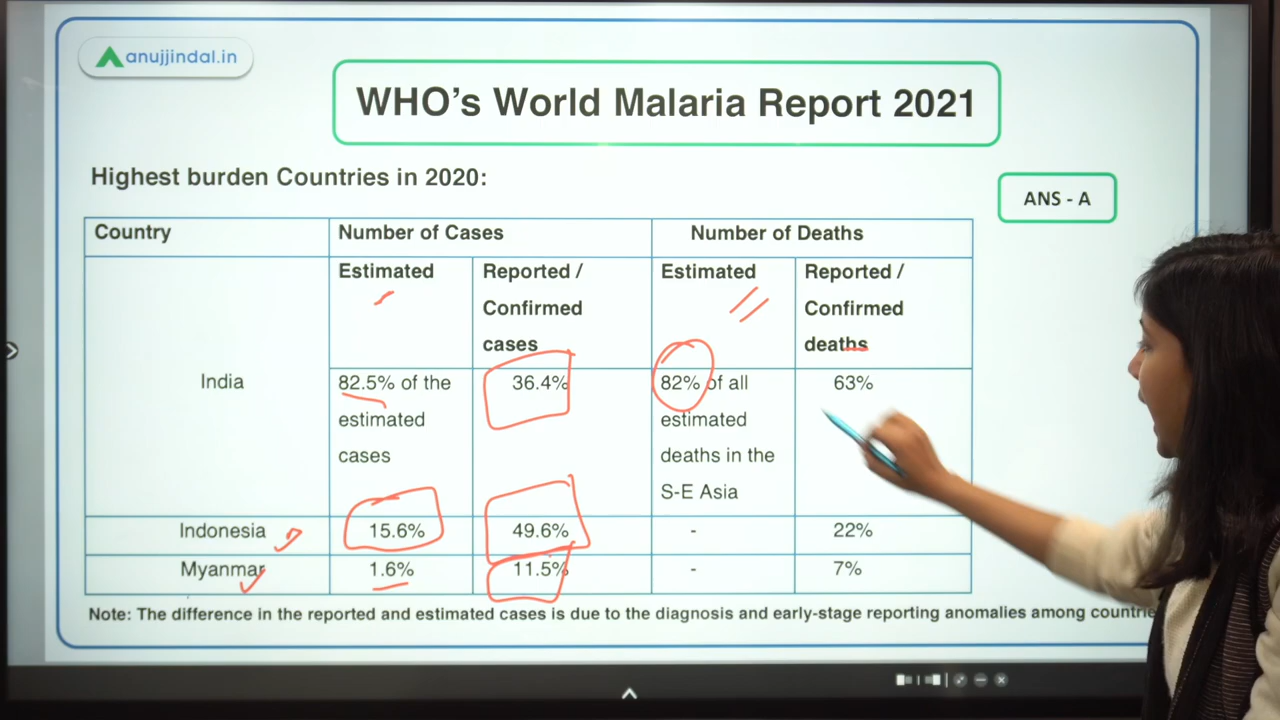 anujjindal.in
WHO's World Malaria Report 2021
Highest burden Countries in 2020:
ANS - A
Country
Number of Cases
Number of Deaths
Estimated
Reported /
Confirmed
cases
Estimated
Reported /
Confirmed
deaths
India
82.5% of the
estimated
cases
36.4%
82% of all
estimated
deaths in the
S-E Asia
63%
Indonesia
15.6%
49.6%
-
22%
Myanmar
1.6%
11.5%
-
7%
Note: The difference in the reported and estimated cases is due to the diagnosis and early-stage reporting anomalies among